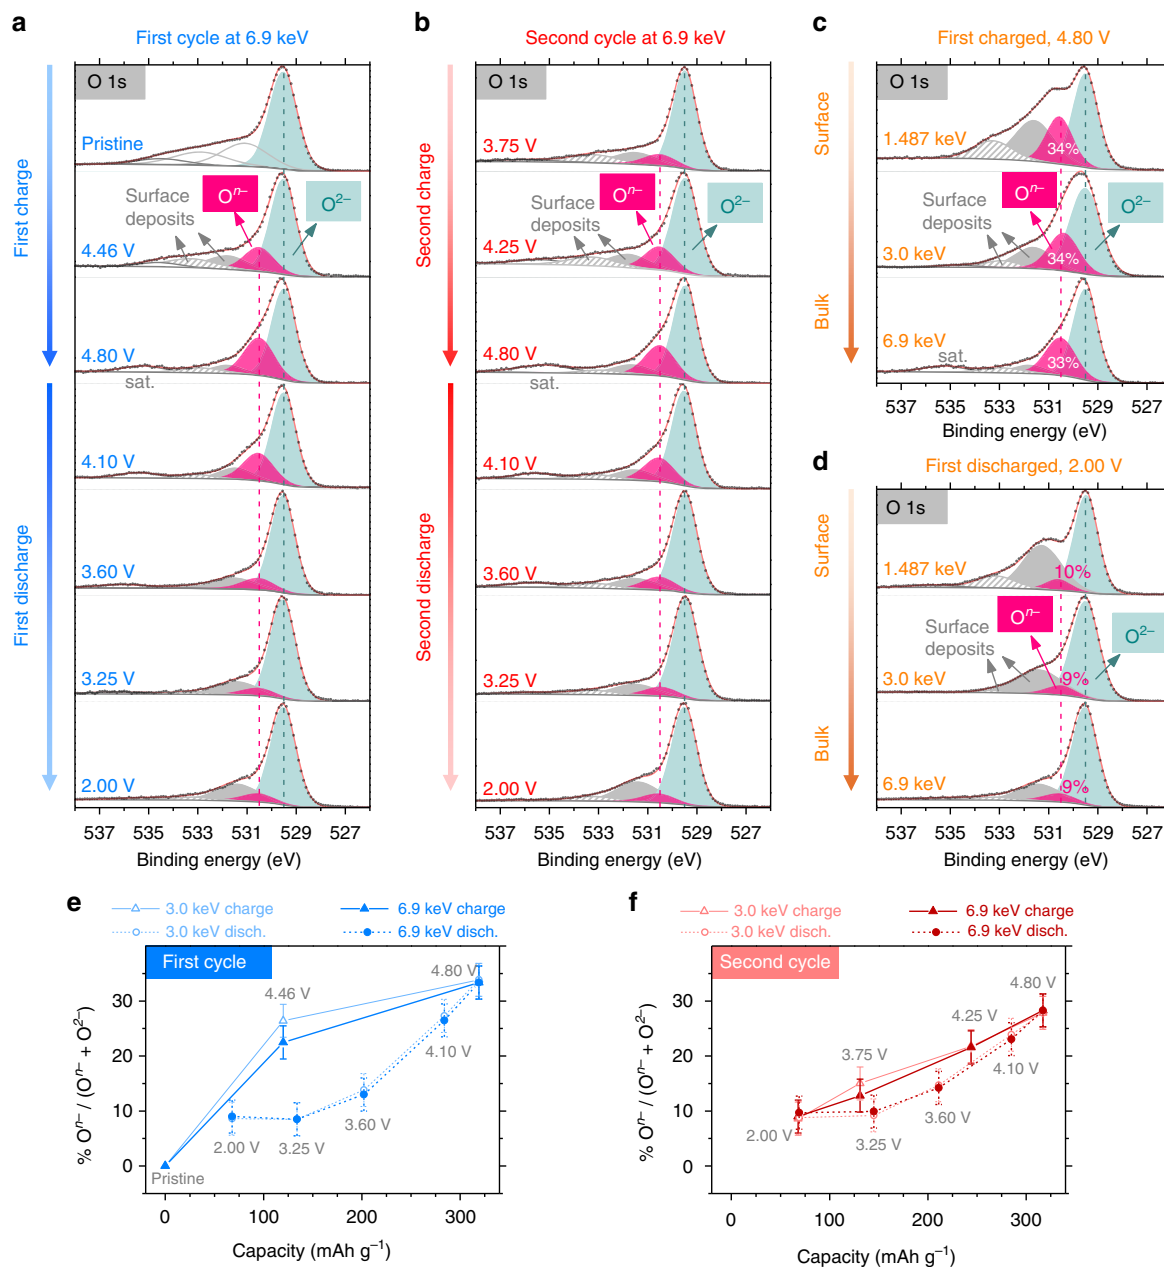 a
First cycle at 6.9 keV
O 1s
Pristine
Surface
deposits
Oⁿ⁻
O²⁻
4.46 V
4.80 V
sat.
4.10 V
3.60 V
3.25 V
2.00 V
First charge
First discharge
537 535 533 531 529 527
Binding energy (eV)
b
Second cycle at 6.9 keV
O 1s
3.75 V
Surface
deposits
Oⁿ⁻
O²⁻
4.25 V
4.80 V
sat.
4.10 V
3.60 V
3.25 V
2.00 V
Second charge
Second discharge
537 535 533 531 529 527
Binding energy (eV)
c
First charged, 4.80 V
O 1s
Surface
1.487 keV
34%
Surface
deposits
Oⁿ⁻
O²⁻
3.0 keV
34%
Bulk
6.9 keV
sat.
33%
537 535 533 531 529 527
Binding energy (eV)
d
First discharged, 2.00 V
O 1s
Surface
1.487 keV
10%
Surface
deposits
Oⁿ⁻
O²⁻
3.0 keV
9%
Bulk
6.9 keV
9%
537 535 533 531 529 527
Binding energy (eV)
e
3.0 keV charge
6.9 keV charge
3.0 keV disch.
6.9 keV disch.
First cycle
4.80 V
4.46 V
4.10 V
3.60 V
2.00 V
3.25 V
Pristine
30
20
10
0
% Oⁿ⁻ / (Oⁿ⁻ + O²⁻)
0 100 200 300
Capacity (mAh g⁻¹)
f
3.0 keV charge
6.9 keV charge
3.0 keV disch.
6.9 keV disch.
Second cycle
4.80 V
4.25 V
3.75 V
4.10 V
3.60 V
2.00 V
3.25 V
30
20
10
0
% Oⁿ⁻ / (Oⁿ⁻ + O²⁻)
0 100 200 300
Capacity (mAh g⁻¹)